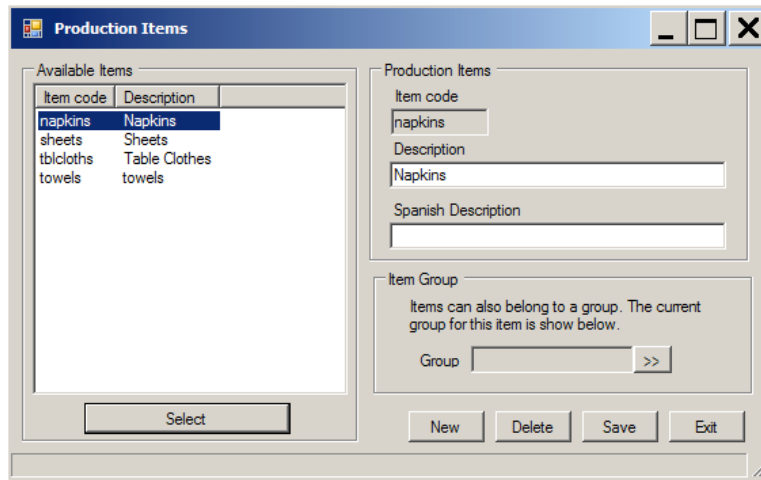 Production Items
Available Items
Item code Description
napkins Napkins
sheets Sheets
tblcloths Table Clothes
towels towels
Select
Production Items
Item code
napkins
Description
Napkins
Spanish Description
Item Group
Items can also belong to a group. The current
group for this item is show below.
Group >>
New Delete Save Exit